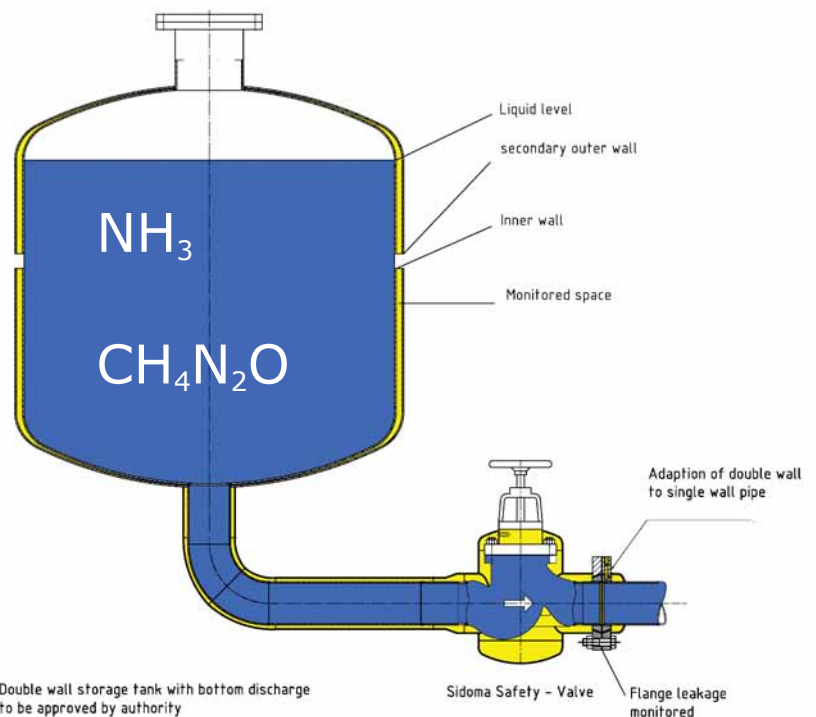 Liquid level
secondary outer wall
Inner wall
Monitored space
NH₃
CH₄N₂O
Adaption of double wall
to single wall pipe
Double wall storage tank with bottom discharge
to be approved by authority
Sidoma Safety - Valve
Flange leakage
monitored